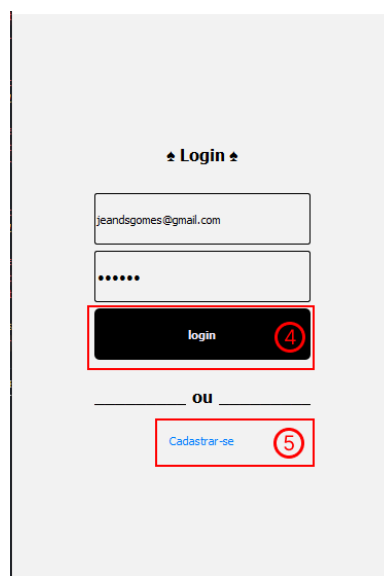 ♠ Login ♠
jeandsgomes@gmail.com
••••••
login
4
ou
Cadastrar-se
5